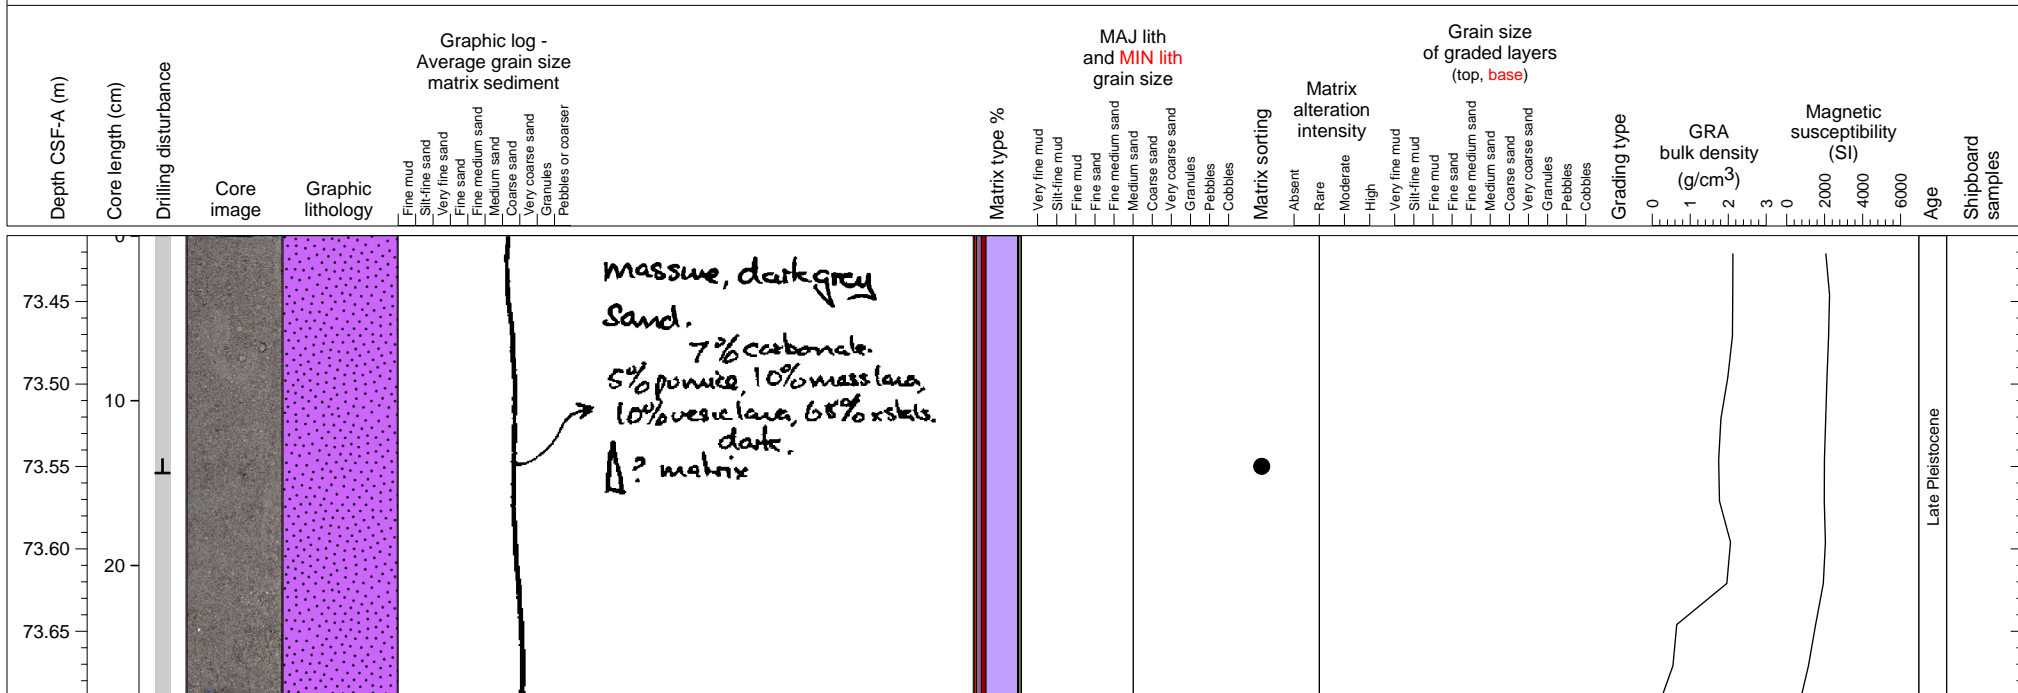 Depth CSF-A (m)
Core length (cm)
Drilling disturbance
Core
image
Graphic
lithology
Graphic log -
Average grain size
matrix sediment
Fine mud
Silt-fine sand
Very fine sand
Fine sand
Fine medium sand
Medium sand
Coarse sand
Very coarse sand
Granules
Pebbles or coarser
Matrix type %
MAJ lith
and MIN lith
grain size
Very fine mud
Silt-fine mud
Fine mud
Fine sand
Fine medium sand
Medium sand
Coarse sand
Very coarse sand
Granules
Pebbles
Cobbles
Matrix sorting
Matrix
alteration
intensity
Absent
Rare
Moderate
High
Grain size
of graded layers
(top, base)
Very fine mud
Silt-fine mud
Fine mud
Fine sand
Fine medium sand
Medium sand
Coarse sand
Very coarse sand
Granules
Pebbles
Cobbles
Grading type
GRA
bulk density
(g/cm3)
0 1 2 3
Magnetic
susceptibility
(SI)
0 2000 4000 6000
Age
Shipboard
samples
0
73.45
73.50
10
73.55
73.60
20
73.65
massive, dark grey
Sand.
7% carbonate.
5% pumice, 10% mass lava,
10% vesic lava, 68% xstals.
dark.
? matrix
Late Pleistocene